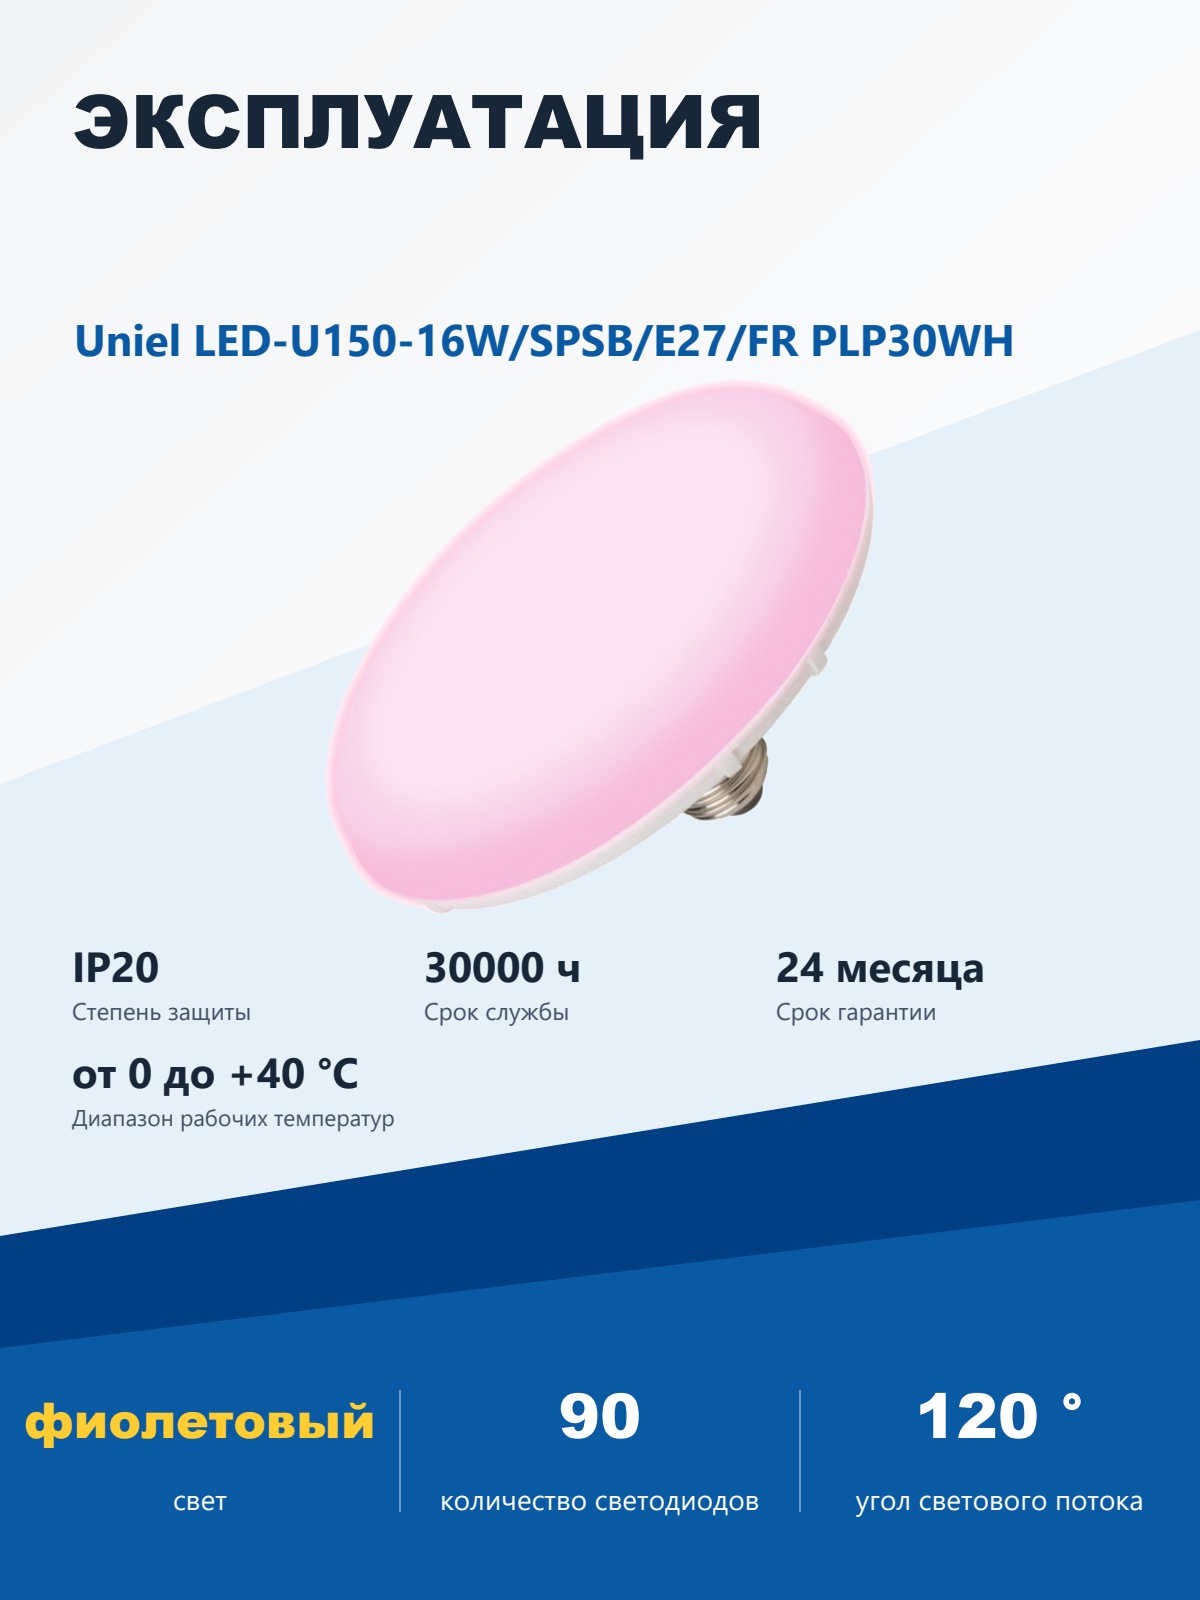 ЭКСПЛУАТАЦИЯ
Uniel LED-U150-16W/SPSB/E27/FR PLP30WH
IP20
Степень защиты
30000 ч
Срок службы
24 месяца
Срок гарантии
от 0 до +40 °C
Диапазон рабочих температур
фиолетовый
свет
90
количество светодиодов
120 °
угол светового потока